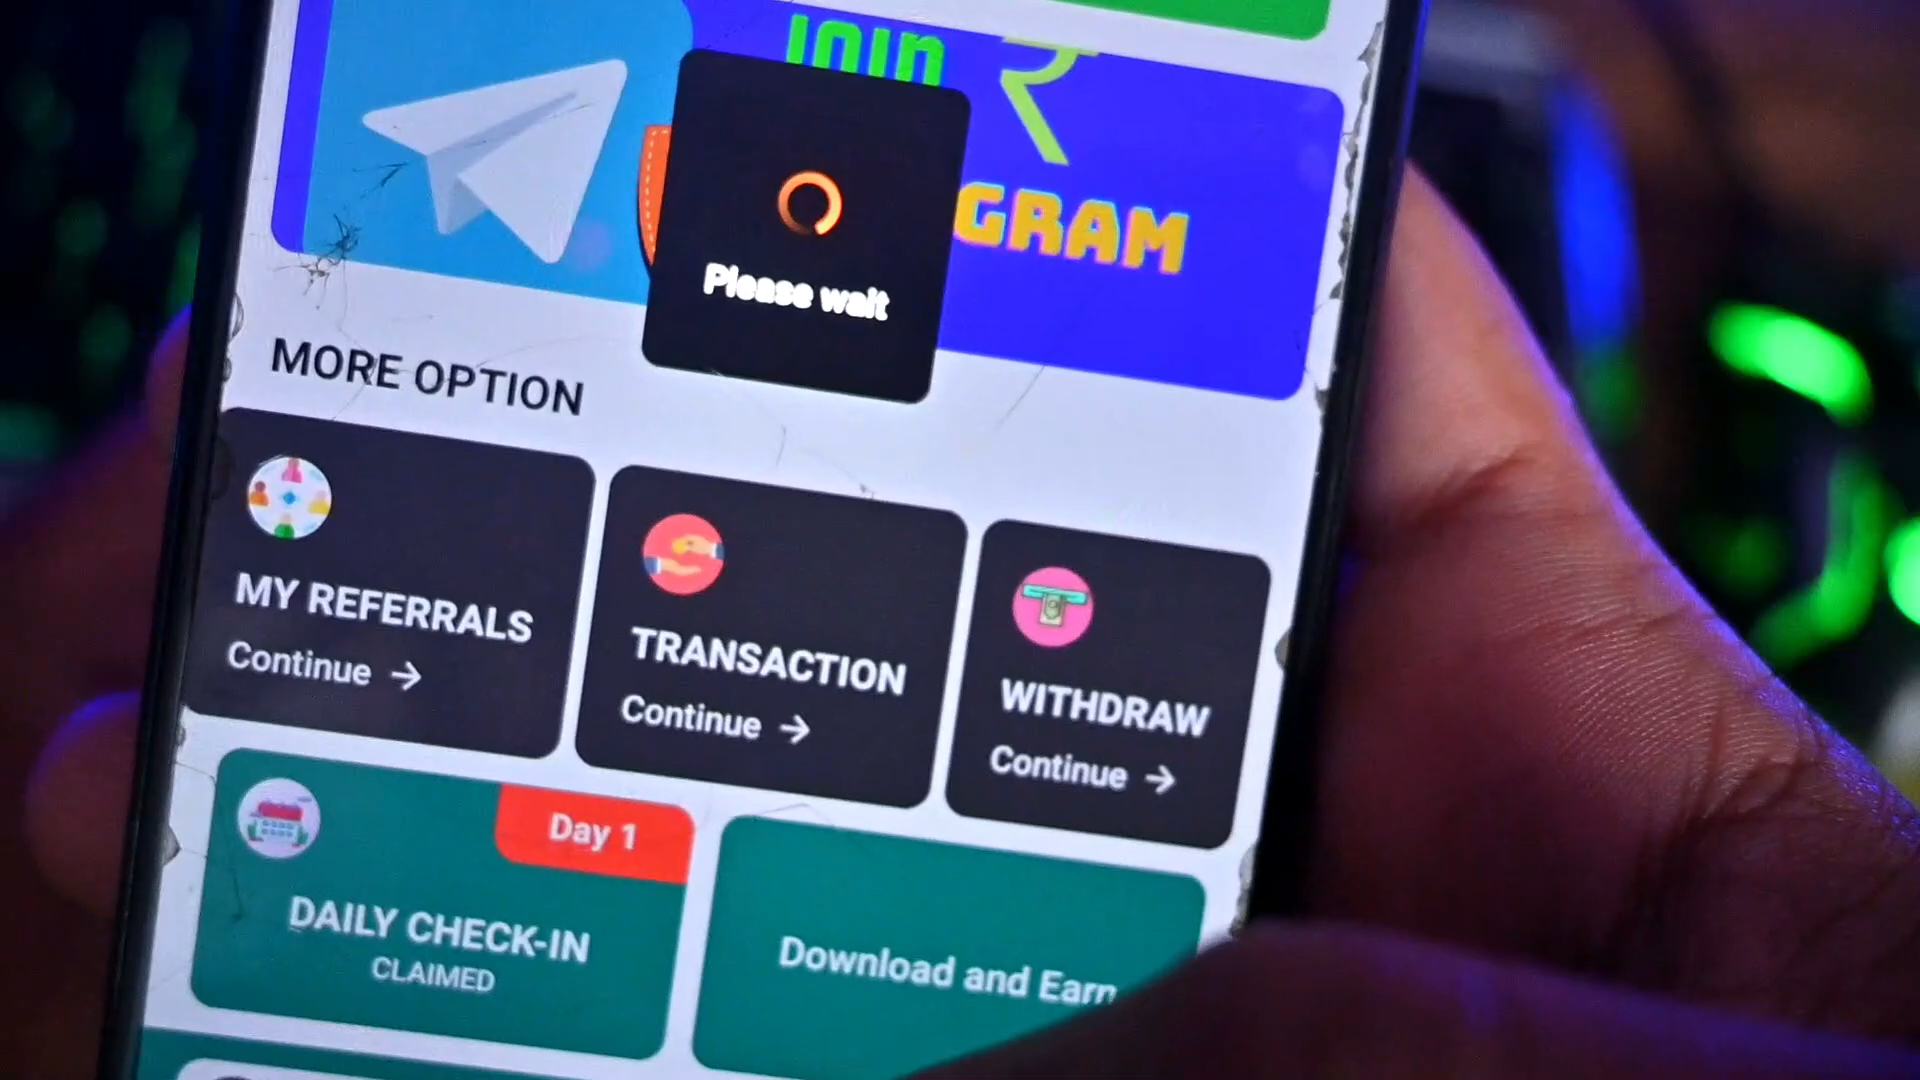 JOIN ₹
GRAM
Please wait
MORE OPTION
MY REFERRALS
Continue →
TRANSACTION
Continue →
WITHDRAW
Continue →
Day 1
DAILY CHECK-IN
CLAIMED
Download and Earn